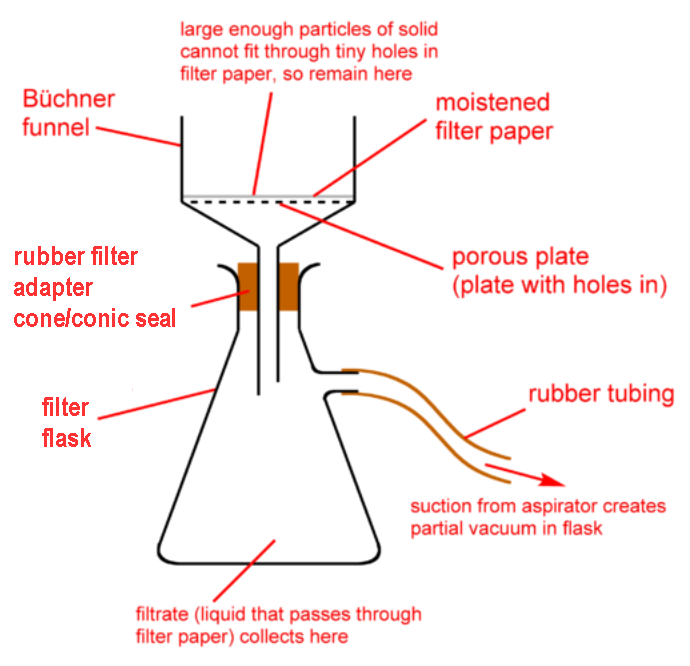 large enough particles of solid
cannot fit through tiny holes in
filter paper, so remain here
Büchner
funnel
moistened
filter paper
rubber filter
adapter
cone/conic seal
porous plate
(plate with holes in)
filter
flask
rubber tubing
suction from aspirator creates
partial vacuum in flask
filtrate (liquid that passes through
filter paper) collects here